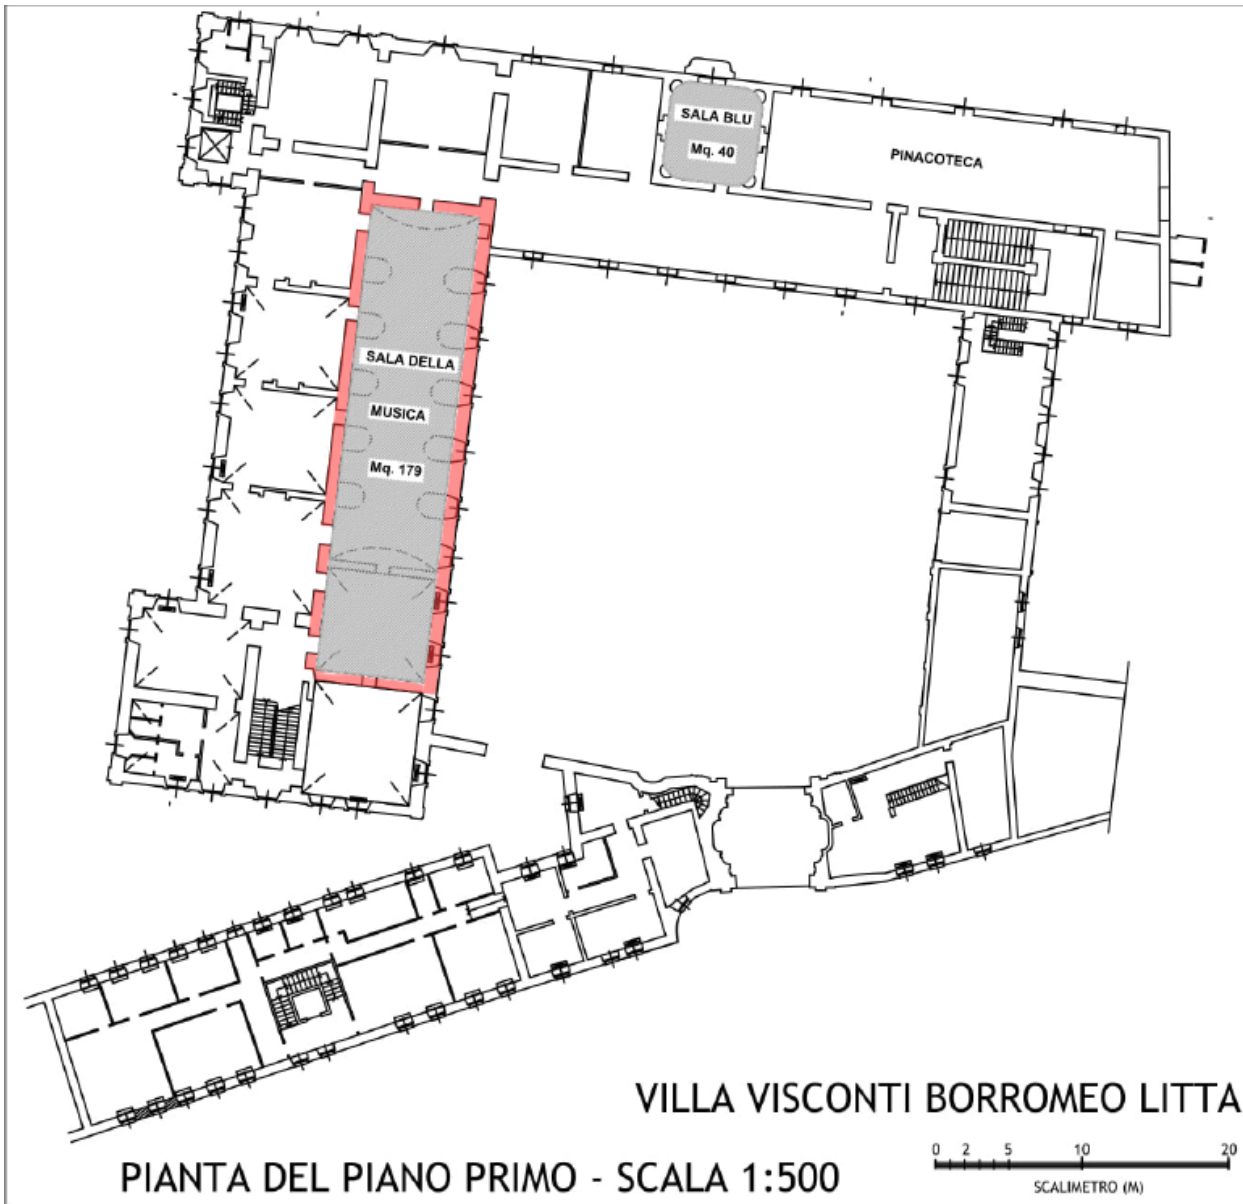 SALA BLU
Mq. 40
PINACOTECA
SALA DELLA
MUSICA
Mq. 179
VILLA VISCONTI BORROMEO LITTA
0 2 5 10 20
SCALIMETRO (M)
PIANTA DEL PIANO PRIMO - SCALA 1:500